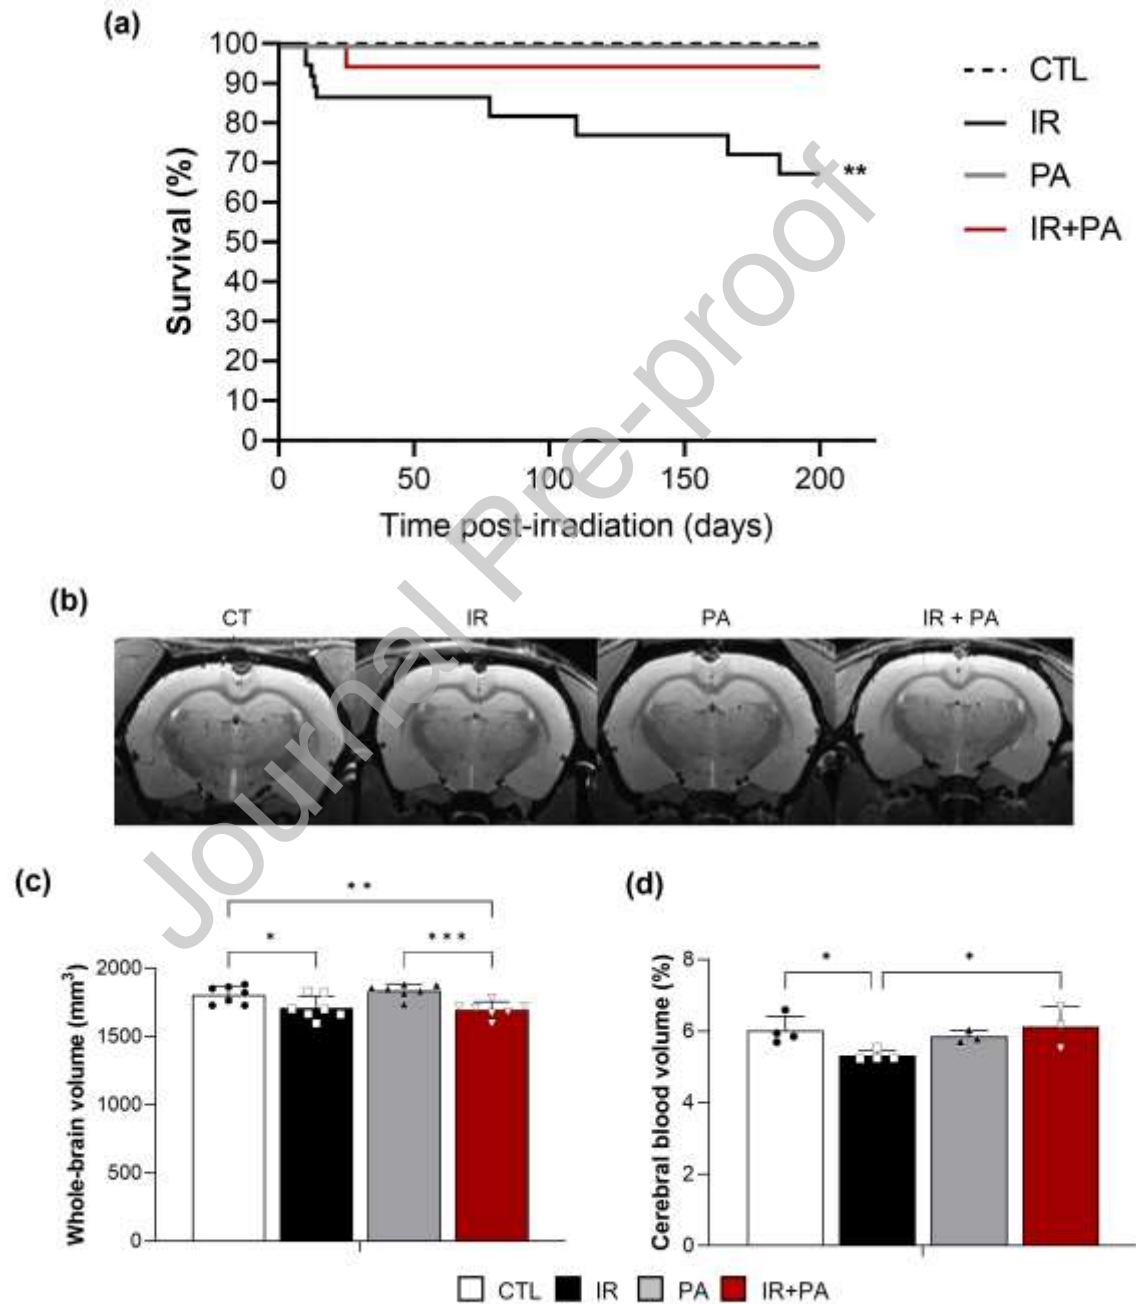 (a)
100
90
80
70
60
50
40
30
20
10
0
Survival (%)
0 50 100 150 200
Time post-irradiation (days)
**
CTL
IR
PA
IR+PA
Journal Pre-proof
(b)
CT IR PA IR + PA
(c)
Whole-brain volume (mm³)
2000
1500
1000
500
0
**
*
***
(d)
Cerebral blood volume (%)
8
6
4
2
0
*
*
CTL IR PA IR+PA